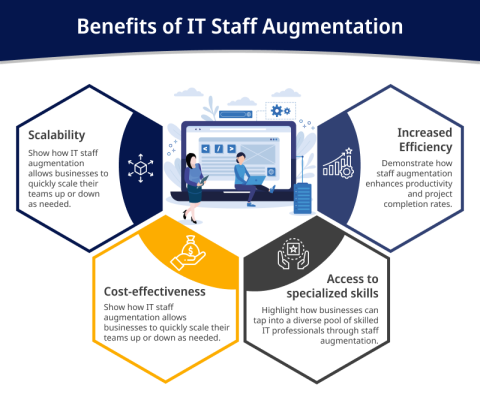 Benefits of IT Staff Augmentation
Scalability
Show how IT staff
augmentation
allows businesses to
quickly scale their
teams up or down
as needed.
Increased
Efficiency
Demonstrate how
staff augmentation
enhances productivity
and project
completion rates.
Cost-effectiveness
Show how IT staff
augmentation allows
businesses to quickly scale their
teams up or down as needed.
Access to
specialized skills
Highlight how businesses can
tap into a diverse pool of skilled
IT professionals through staff
augmentation.